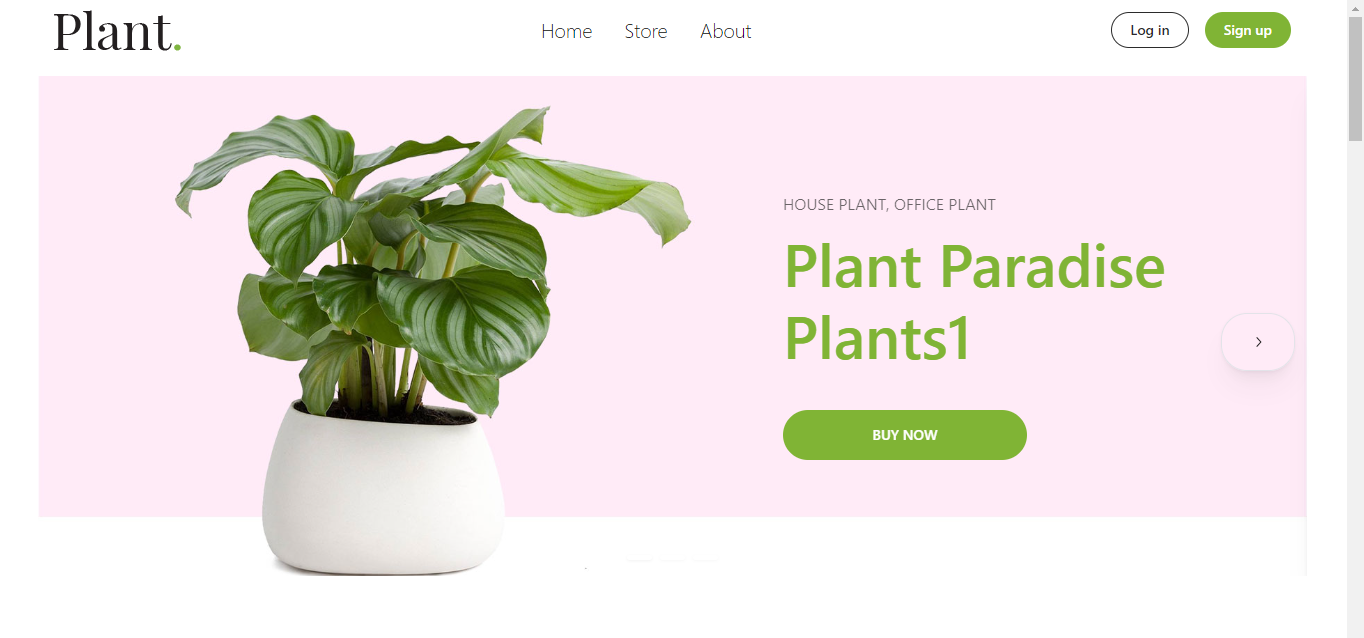 Plant.
Home
Store
About
Log in
Sign up
HOUSE PLANT, OFFICE PLANT
Plant Paradise
Plants1
BUY NOW